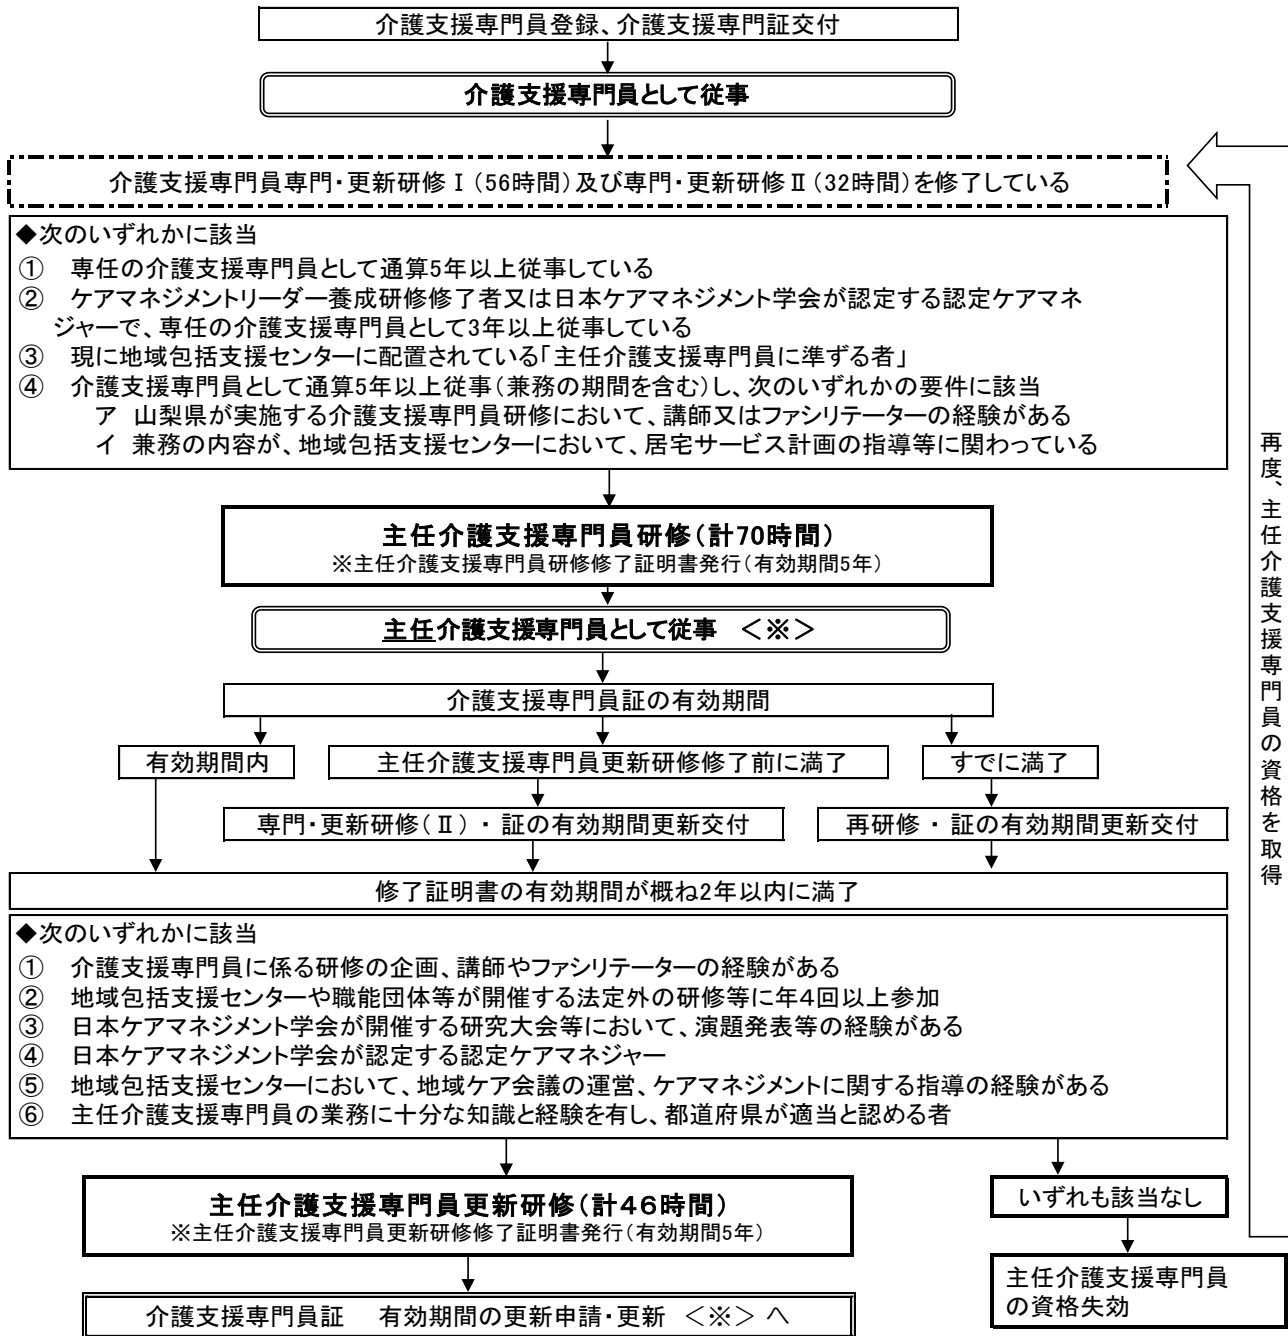 介護支援専門員登録、介護支援専門証交付
介護支援専門員として従事
介護支援専門員専門・更新研修Ⅰ(56時間)及び専門・更新研修Ⅱ(32時間)を修了している
◆次のいずれかに該当
① 専任の介護支援専門員として通算5年以上従事している
② ケアマネジメントリーダー養成研修修了者又は日本ケアマネジメント学会が認定する認定ケアマネ
ジャーで、専任の介護支援専門員として3年以上従事している
③ 現に地域包括支援センターに配置されている「主任介護支援専門員に準ずる者」
④ 介護支援専門員として通算5年以上従事(兼務の期間を含む)し、次のいずれかの要件に該当
ア 山梨県が実施する介護支援専門員研修において、講師又はファシリテーターの経験がある
イ 兼務の内容が、地域包括支援センターにおいて、居宅サービス計画の指導等に関わっている
主任介護支援専門員研修(計70時間)
※主任介護支援専門員研修修了証明書発行(有効期間5年)
主任介護支援専門員として従事 <※>
介護支援専門員証の有効期間
有効期間内
主任介護支援専門員更新研修修了前に満了
すでに満了
専門・更新研修(Ⅱ)・証の有効期間更新交付
再研修・証の有効期間更新交付
修了証明書の有効期間が概ね2年以内に満了
◆次のいずれかに該当
① 介護支援専門員に係る研修の企画、講師やファシリテーターの経験がある
② 地域包括支援センターや職能団体等が開催する法定外の研修等に年4回以上参加
③ 日本ケアマネジメント学会が開催する研究大会等において、演題発表等の経験がある
④ 日本ケアマネジメント学会が認定する認定ケアマネジャー
⑤ 地域包括支援センターにおいて、地域ケア会議の運営、ケアマネジメントに関する指導の経験がある
⑥ 主任介護支援専門員の業務に十分な知識と経験を有し、都道府県が適当と認める者
主任介護支援専門員更新研修(計46時間)
※主任介護支援専門員更新研修修了証明書発行(有効期間5年)
介護支援専門員証 有効期間の更新申請・更新 <※> へ
いずれも該当なし
主任介護支援専門員
の資格失効
再度、主任介護支援専門員の資格を取得